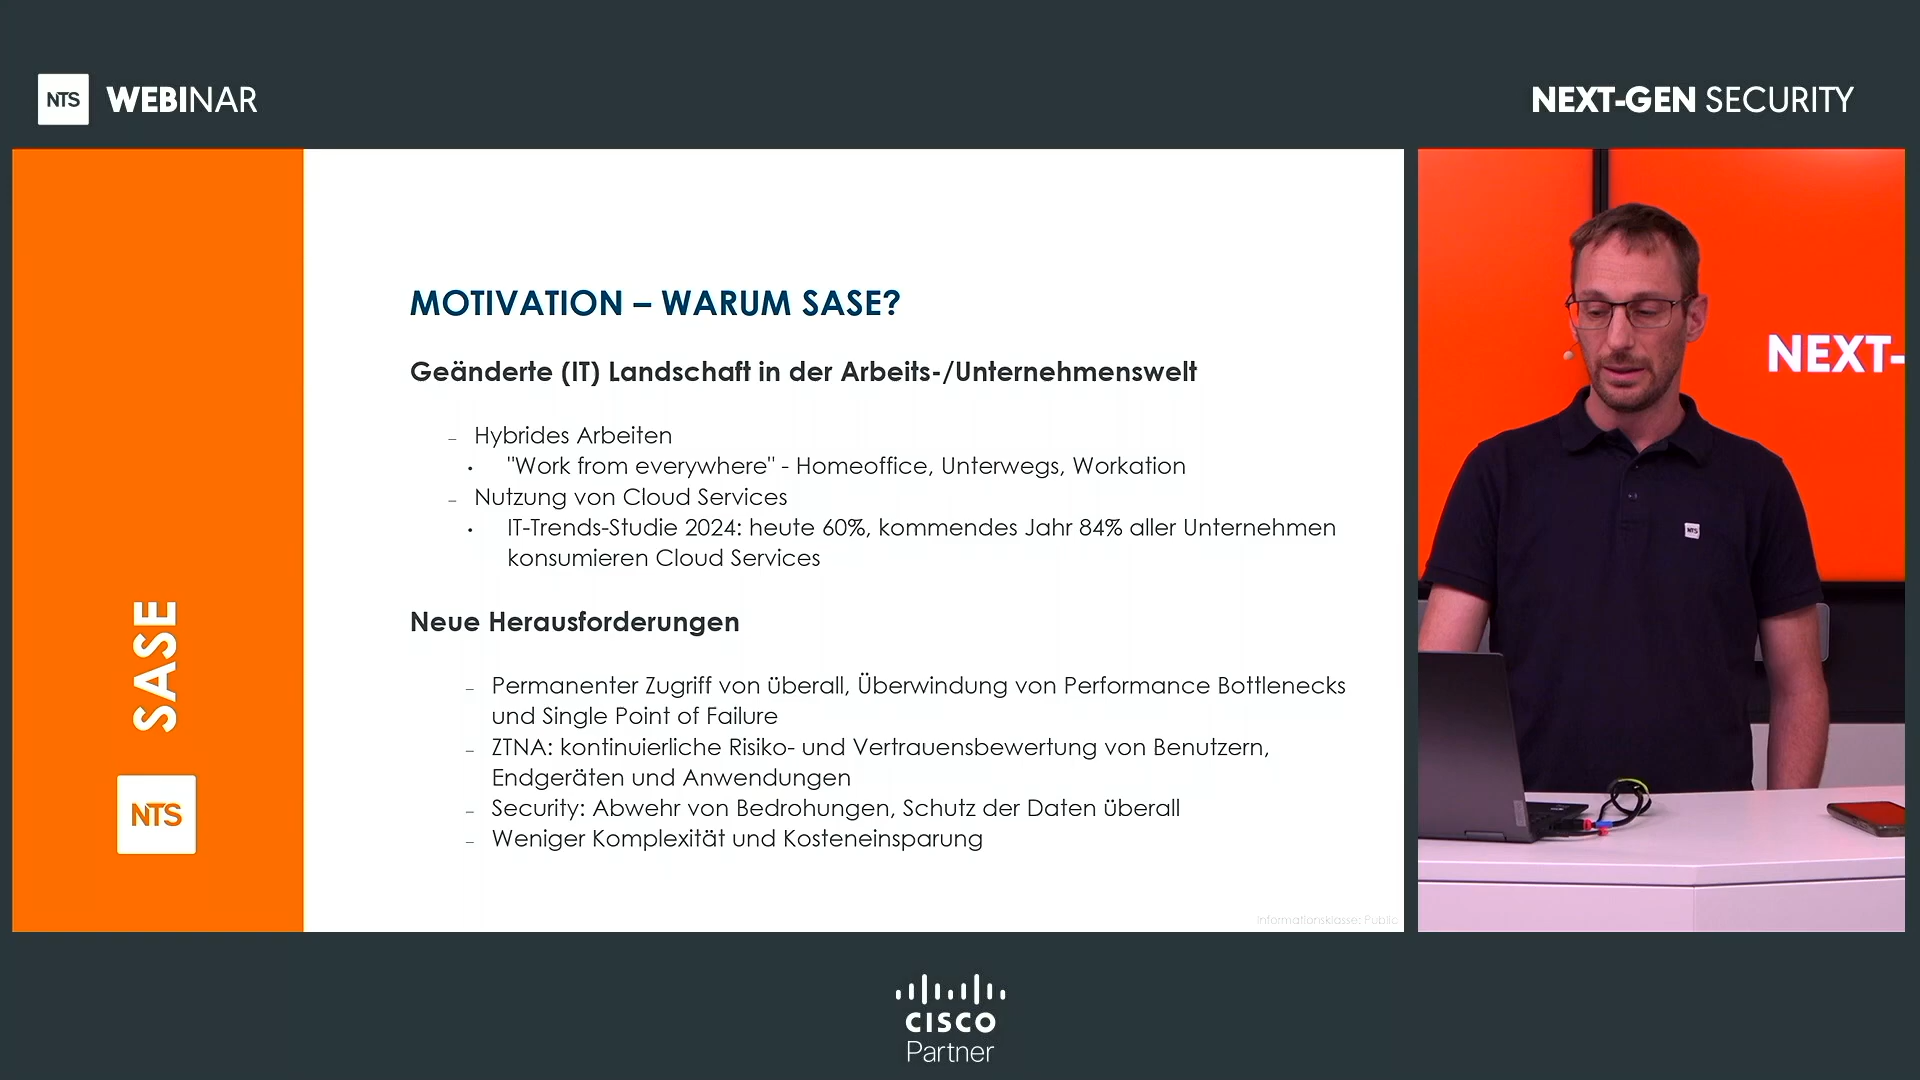 NTS WEBINAR
NEXT-GEN SECURITY
SASE
NTS
MOTIVATION – WARUM SASE?
Geänderte (IT) Landschaft in der Arbeits-/Unternehmenswelt
– Hybrides Arbeiten
• "Work from everywhere" - Homeoffice, Unterwegs, Workation
– Nutzung von Cloud Services
• IT-Trends-Studie 2024: heute 60%, kommendes Jahr 84% aller Unternehmen
konsumieren Cloud Services
Neue Herausforderungen
– Permanenter Zugriff von überall, Überwindung von Performance Bottlenecks
und Single Point of Failure
– ZTNA: kontinuierliche Risiko- und Vertrauensbewertung von Benutzern,
Endgeräten und Anwendungen
– Security: Abwehr von Bedrohungen, Schutz der Daten überall
– Weniger Komplexität und Kosteneinsparung
Informationsklasse: Public
NEXT-
NTS
CISCO
Partner